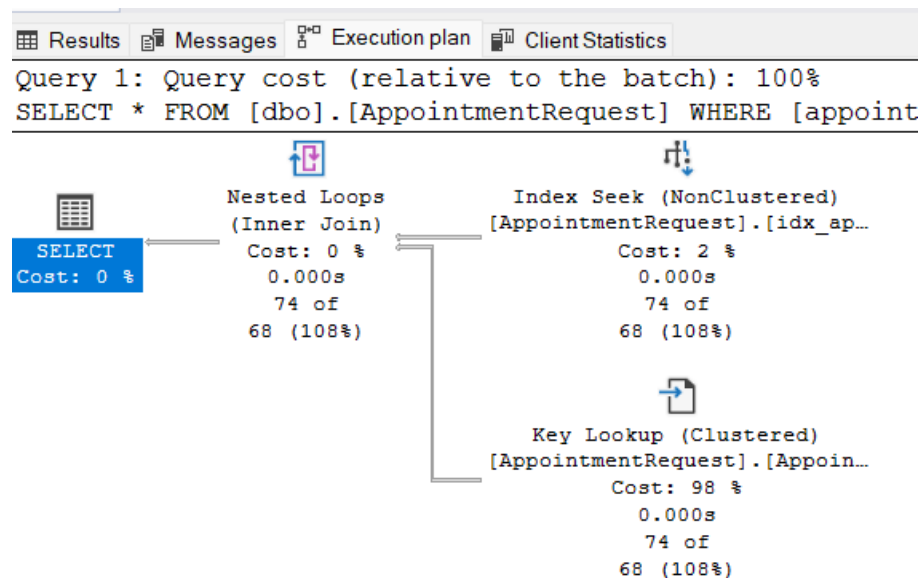 Results Messages Execution plan Client Statistics
Query 1: Query cost (relative to the batch): 100%
SELECT * FROM [dbo].[AppointmentRequest] WHERE [appoint
Nested Loops
(Inner Join)
Cost: 0 %
0.000s
74 of
68 (108%)
Index Seek (NonClustered)
[AppointmentRequest].[idx_ap…
Cost: 2 %
0.000s
74 of
68 (108%)
SELECT
Cost: 0 %
Key Lookup (Clustered)
[AppointmentRequest].[Appoin…
Cost: 98 %
0.000s
74 of
68 (108%)